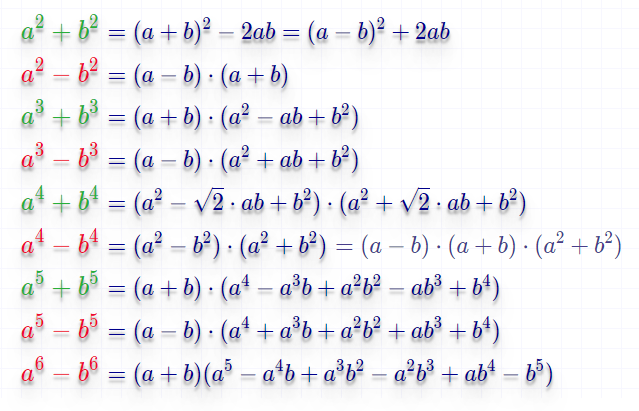 a² + b² = (a + b)² − 2ab = (a − b)² + 2ab
a² − b² = (a − b) · (a + b)
a³ + b³ = (a + b) · (a² − ab + b²)
a³ − b³ = (a − b) · (a² + ab + b²)
a⁴ + b⁴ = (a² − √2 · ab + b²) · (a² + √2 · ab + b²)
a⁴ − b⁴ = (a² − b²) · (a² + b²) = (a − b) · (a + b) · (a² + b²)
a⁵ + b⁵ = (a + b) · (a⁴ − a³b + a²b² − ab³ + b⁴)
a⁵ − b⁵ = (a − b) · (a⁴ + a³b + a²b² + ab³ + b⁴)
a⁶ − b⁶ = (a + b)(a⁵ − a⁴b + a³b² − a²b³ + ab⁴ − b⁵)